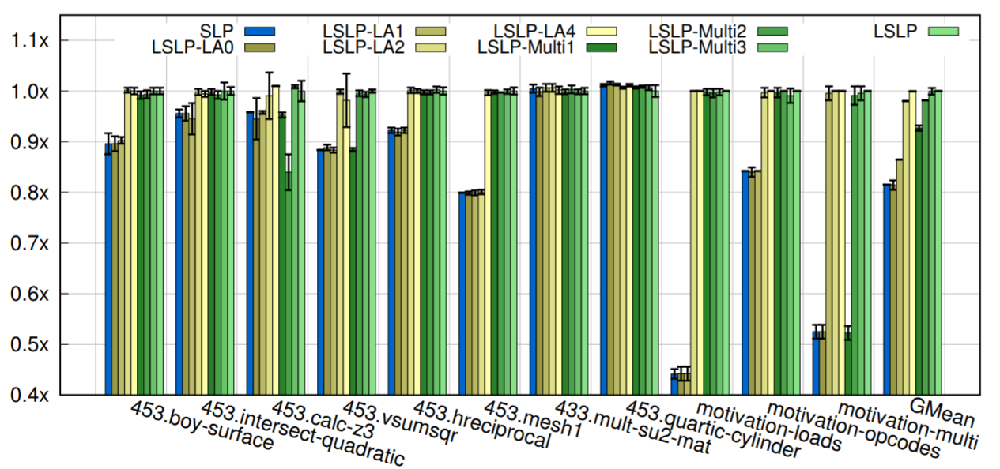 1.1x
1.0x
0.9x
0.8x
0.7x
0.6x
0.5x
0.4x
SLP
LSLP-LA0
LSLP-LA1
LSLP-LA2
LSLP-LA4
LSLP-Multi1
LSLP-Multi2
LSLP-Multi3
LSLP
453.boy-surface
453.intersect-quadratic
453.calc-z3
453.vsumsqr
453.hreciprocal
453.mesh1
433.mult-su2-mat
453.quartic-cylinder
motivation-loads
motivation-opcodes
motivation-multi
GMean